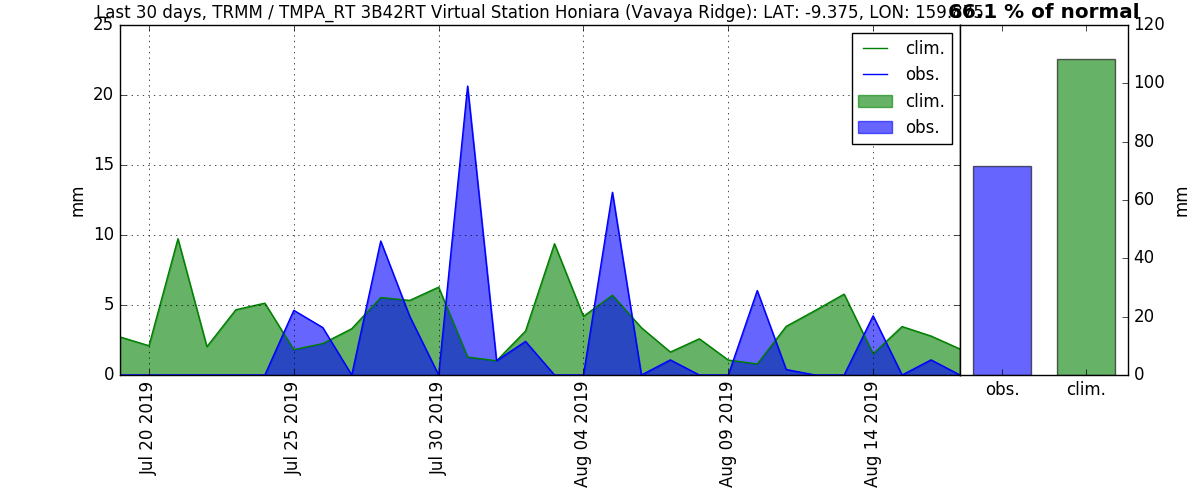 Last 30 days, TRMM / TMPA_RT 3B42RT Virtual Station Honiara (Vavaya Ridge): LAT: -9.375, LON:
66.1 % of normal
25
20
15
10
5
0
mm
clim.
obs.
clim.
obs.
120
100
80
60
40
20
0
mm
Jul 20 2019
Jul 25 2019
Jul 30 2019
Aug 04 2019
Aug 09 2019
Aug 14 2019
obs.
clim.